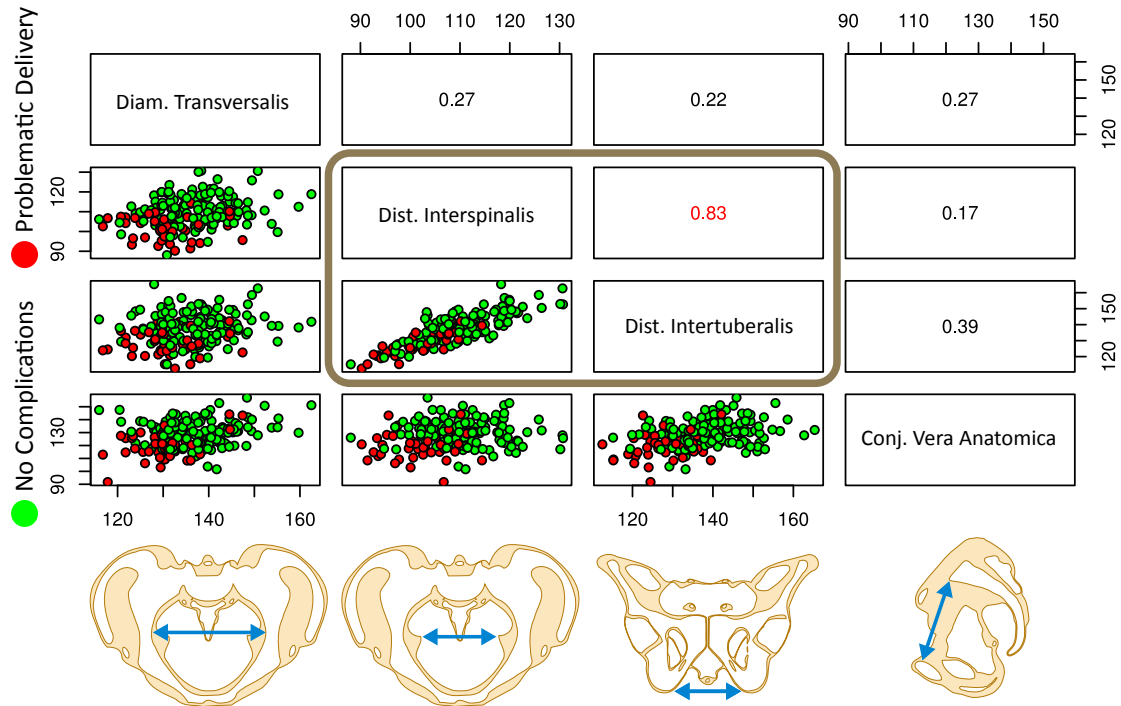 90 100 110 120 130
90 110 130 150
Problematic Delivery
No Complications
Diam. Transversalis
0.27
0.22
0.27
120 150
90 120
Dist. Interspinalis
0.83
0.17
Dist. Intertuberalis
0.39
120 150
90 130
Conj. Vera Anatomica
120 140 160
120 140 160